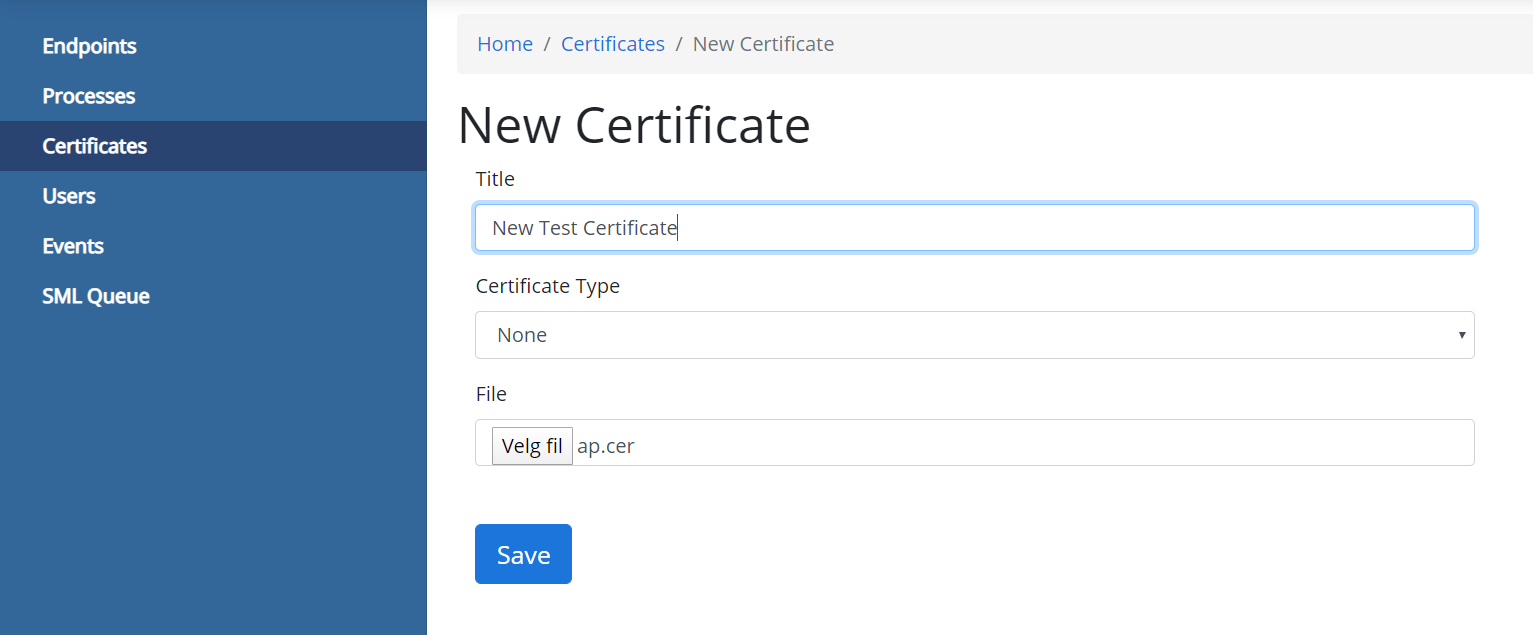 Endpoints
Processes
Certificates
Users
Events
SML Queue
Home / Certificates / New Certificate
New Certificate
Title
New Test Certificate
Certificate Type
None
File
Velg fil ap.cer
Save